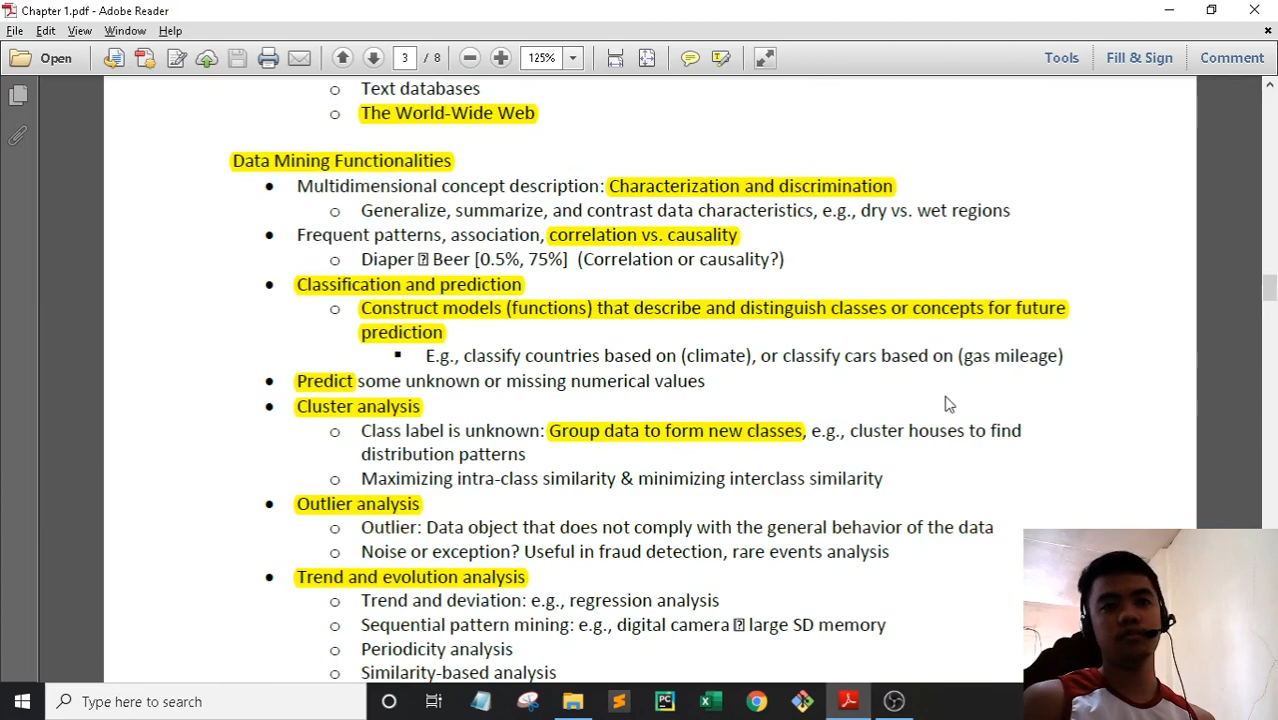 Chapter 1.pdf - Adobe Reader
File Edit View Window Help
Open 3 / 8 125% Tools Fill & Sign Comment
o Text databases
o The World-Wide Web
Data Mining Functionalities
• Multidimensional concept description: Characterization and discrimination
o Generalize, summarize, and contrast data characteristics, e.g., dry vs. wet regions
• Frequent patterns, association, correlation vs. causality
o Diaper ⍰ Beer [0.5%, 75%] (Correlation or causality?)
• Classification and prediction
o Construct models (functions) that describe and distinguish classes or concepts for future
prediction
▪ E.g., classify countries based on (climate), or classify cars based on (gas mileage)
• Predict some unknown or missing numerical values
• Cluster analysis
o Class label is unknown: Group data to form new classes, e.g., cluster houses to find
distribution patterns
o Maximizing intra-class similarity & minimizing interclass similarity
• Outlier analysis
o Outlier: Data object that does not comply with the general behavior of the data
o Noise or exception? Useful in fraud detection, rare events analysis
• Trend and evolution analysis
o Trend and deviation: e.g., regression analysis
o Sequential pattern mining: e.g., digital camera ⍰ large SD memory
o Periodicity analysis
o Similarity-based analysis
Type here to search